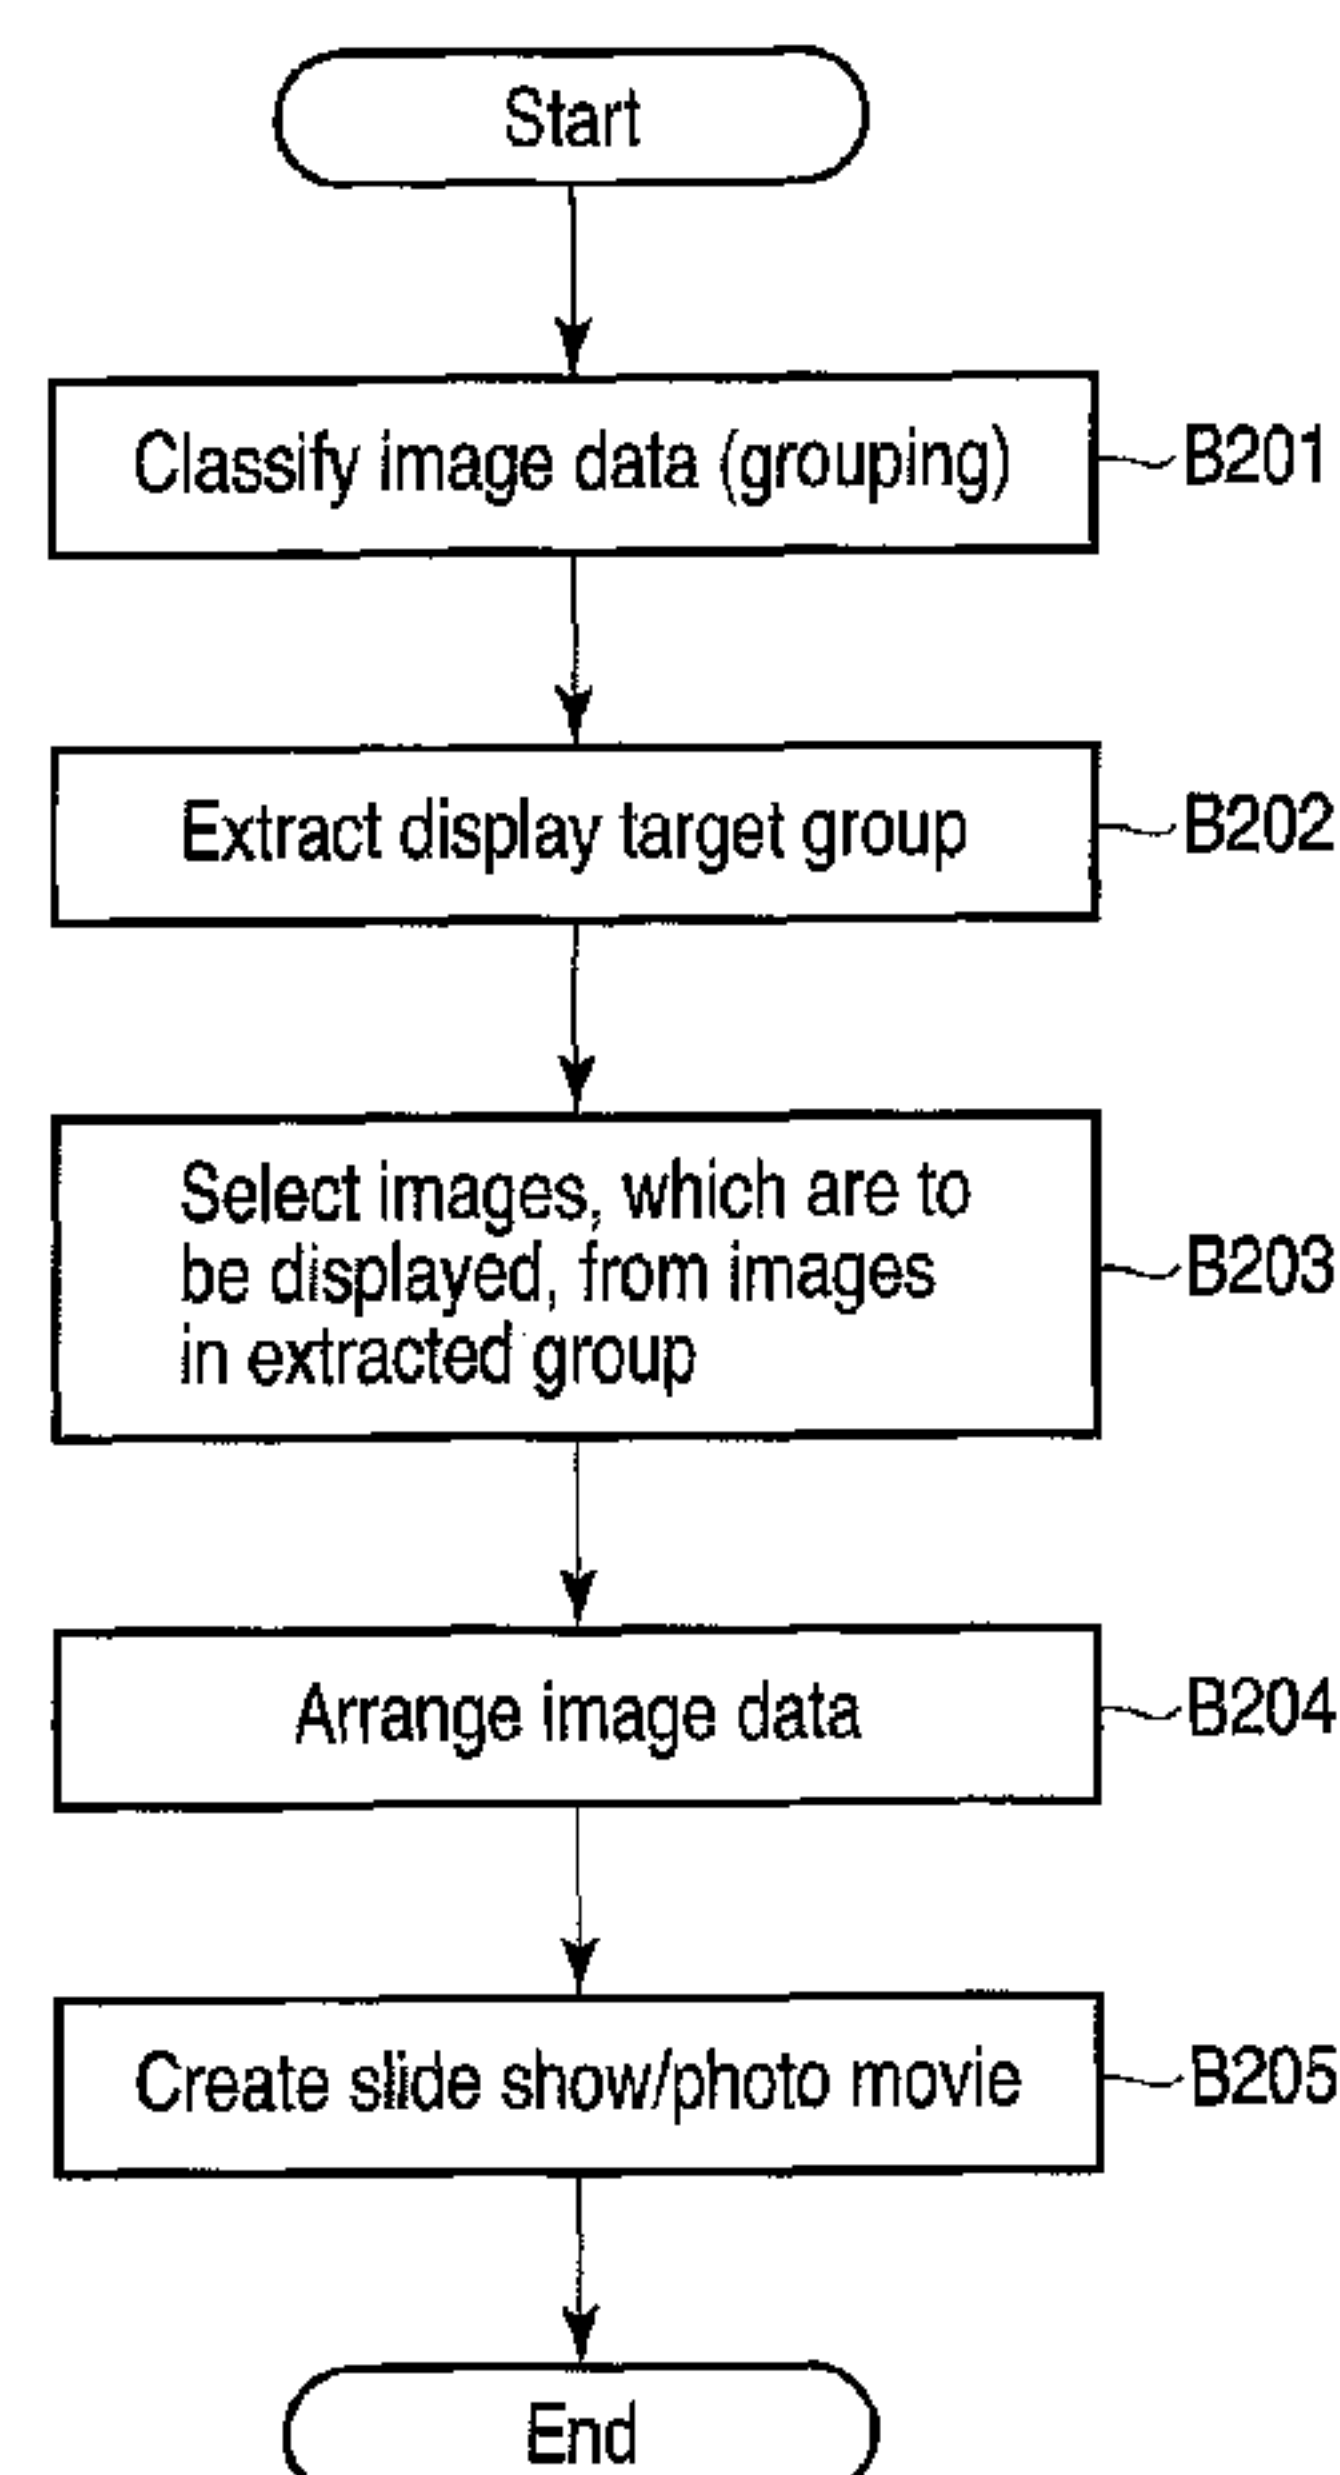 Start
Classify image data (grouping)
B201
Extract display target group
B202
Select images, which are to
be displayed, from images
in extracted group
B203
Arrange image data
B204
Create slide show/photo movie
B205
End